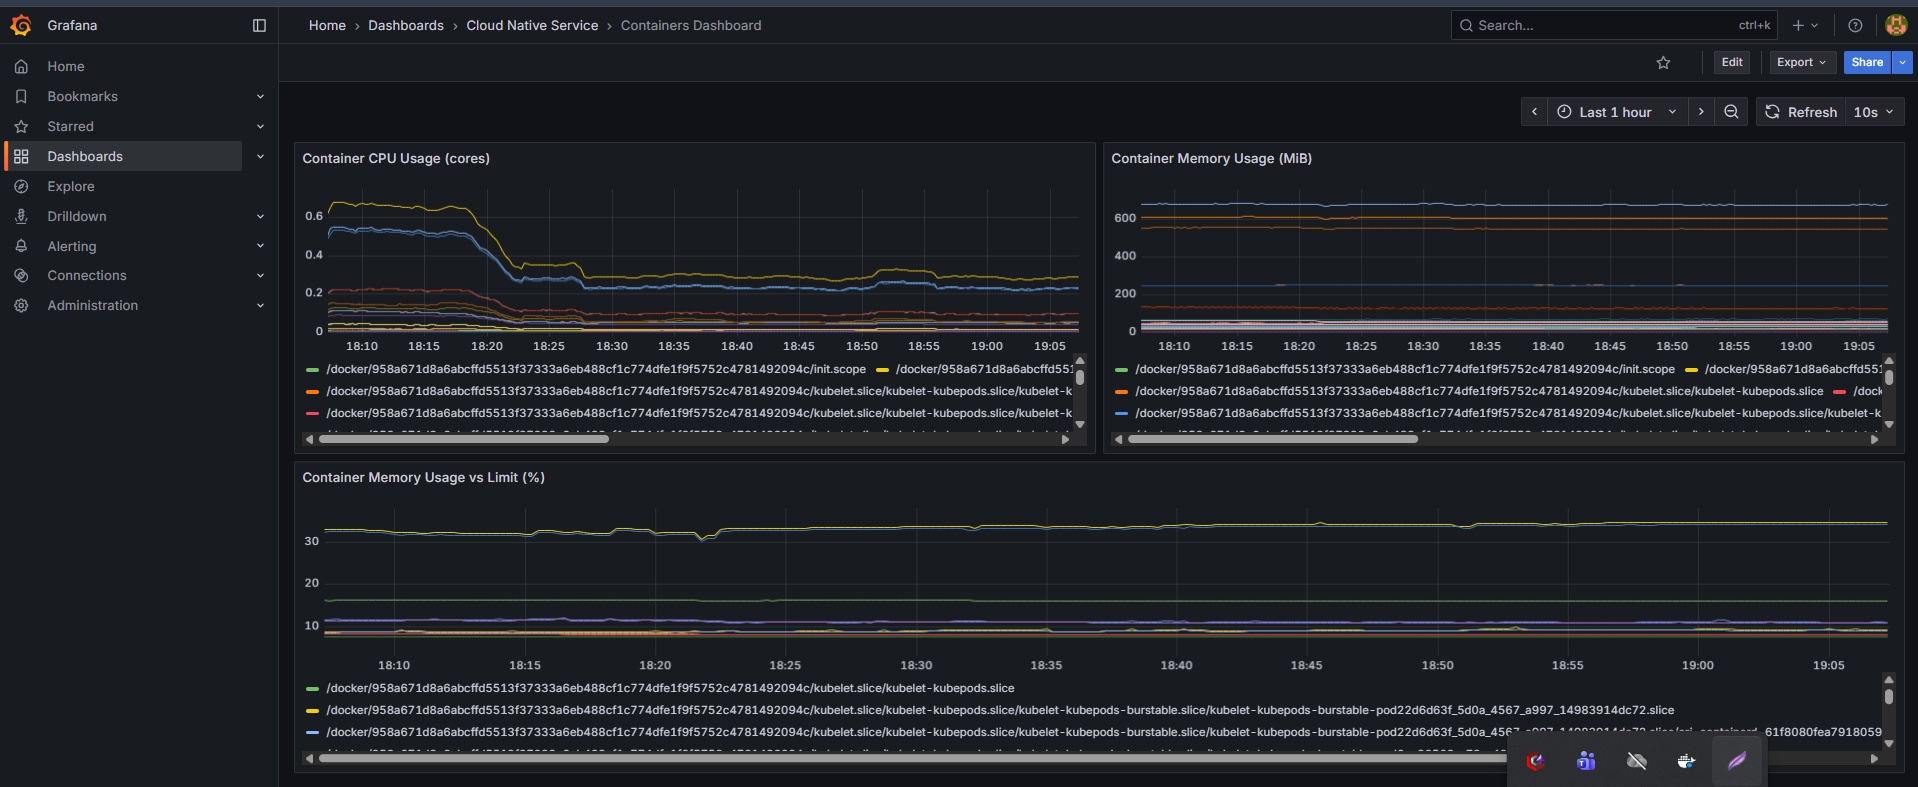 Grafana
Home › Dashboards › Cloud Native Service › Containers Dashboard
Search... ctrl+k
Home
Bookmarks
Starred
Dashboards
Explore
Drilldown
Alerting
Connections
Administration
Edit Export Share
Last 1 hour Refresh 10s
Container CPU Usage (cores)
0.6
0.4
0.2
0
18:10 18:15 18:20 18:25 18:30 18:35 18:40 18:45 18:50 18:55 19:00 19:05
/docker/958a671d8a6abcffd5513f37333a6eb488cf1c774dfe1f9f5752c4781492094c/init.scope /docker/958a671d8a6abcffd551
/docker/958a671d8a6abcffd5513f37333a6eb488cf1c774dfe1f9f5752c4781492094c/kubelet.slice/kubelet-kubepods.slice/kubelet-k
/docker/958a671d8a6abcffd5513f37333a6eb488cf1c774dfe1f9f5752c4781492094c/kubelet.slice/kubelet-kubepods.slice/kubelet-k
Container Memory Usage (MiB)
600
400
200
0
18:10 18:15 18:20 18:25 18:30 18:35 18:40 18:45 18:50 18:55 19:00 19:05
/docker/958a671d8a6abcffd5513f37333a6eb488cf1c774dfe1f9f5752c4781492094c/init.scope /docker/958a671d8a6abcffd551
/docker/958a671d8a6abcffd5513f37333a6eb488cf1c774dfe1f9f5752c4781492094c/kubelet.slice/kubelet-kubepods.slice /dock
/docker/958a671d8a6abcffd5513f37333a6eb488cf1c774dfe1f9f5752c4781492094c/kubelet.slice/kubelet-kubepods.slice/kubelet-k
Container Memory Usage vs Limit (%)
30
20
10
18:10 18:15 18:20 18:25 18:30 18:35 18:40 18:45 18:50 18:55 19:00 19:05
/docker/958a671d8a6abcffd5513f37333a6eb488cf1c774dfe1f9f5752c4781492094c/kubelet.slice/kubelet-kubepods.slice
/docker/958a671d8a6abcffd5513f37333a6eb488cf1c774dfe1f9f5752c4781492094c/kubelet.slice/kubelet-kubepods.slice/kubelet-kubepods-burstable.slice/kubelet-kubepods-burstable-pod22d6d63f_5d0a_4567_a997_14983914dc72.slice
/docker/958a671d8a6abcffd5513f37333a6eb488cf1c774dfe1f9f5752c4781492094c/kubelet.slice/kubelet-kubepods.slice/kubelet-kubepods-burstable.slice/kubelet-kubepods-burstable-pod22d6d63f_5d0a_4567_a997_14983914dc72.slice/cri-containerd-61f8080fea7918059